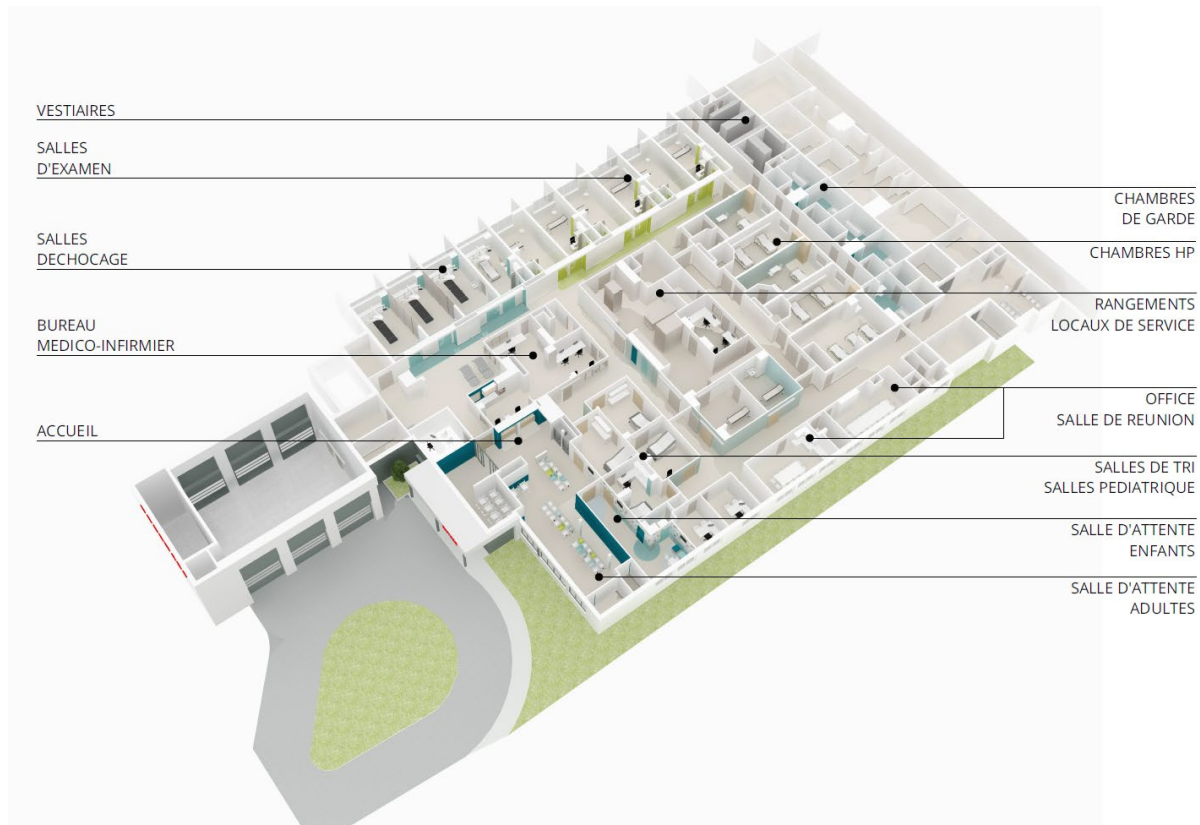 VESTIAIRES
SALLES
D'EXAMEN
SALLES
DECHOCAGE
BUREAU
MEDICO-INFIRMIER
ACCUEIL
CHAMBRES
DE GARDE
CHAMBRES HP
RANGEMENTS
LOCAUX DE SERVICE
OFFICE
SALLE DE REUNION
SALLES DE TRI
SALLES PEDIATRIQUE
SALLE D'ATTENTE
ENFANTS
SALLE D'ATTENTE
ADULTES